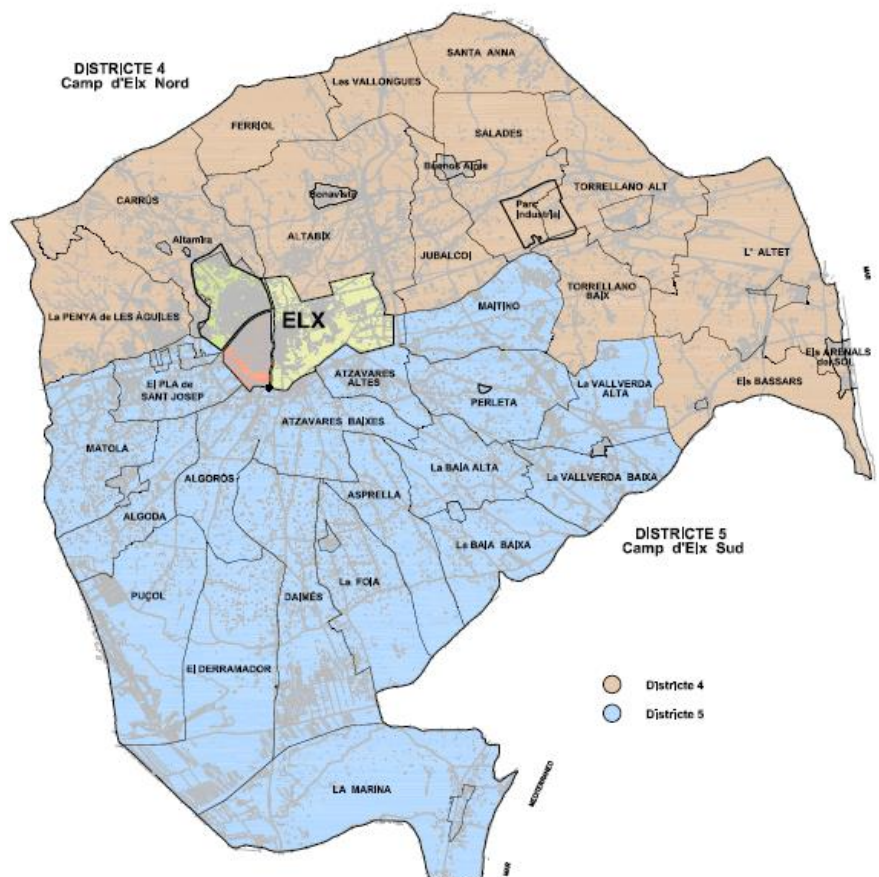 DISTRICTE 4
Camp d'Elx Nord
SANTA ANNA
Les VALLONGUES
FERRIOL
SALADES
Buenos Aires
CARRÚS
Bonavista
TORRELLANO ALT
Parc
Industrial
Altamira
ALTABIX
JUBALCOI
L' ALTET
MAR
TORRELLANO
BAIX
MAITINO
La PENYA de LES ÀGUILES
ELX
Els ARENALS
del SOL
ATZAVARES
ALTES
El PLA de
SANT JOSEP
PERLETA
La VALLVERDA
ALTA
Els BASSARS
ATZAVARES BAIXES
MATOLA
La BAIA ALTA
ALGORÓS
La VALLVERDA BAIXA
ASPRELLA
ALGODA
DISTRICTE 5
Camp d'Elx Sud
La BAIA BAIXA
La FOIA
PUÇOL
DAIMÉS
El DERRAMADOR
Districte 4
Districte 5
LA MARINA
MEDITERRANEO
MAR